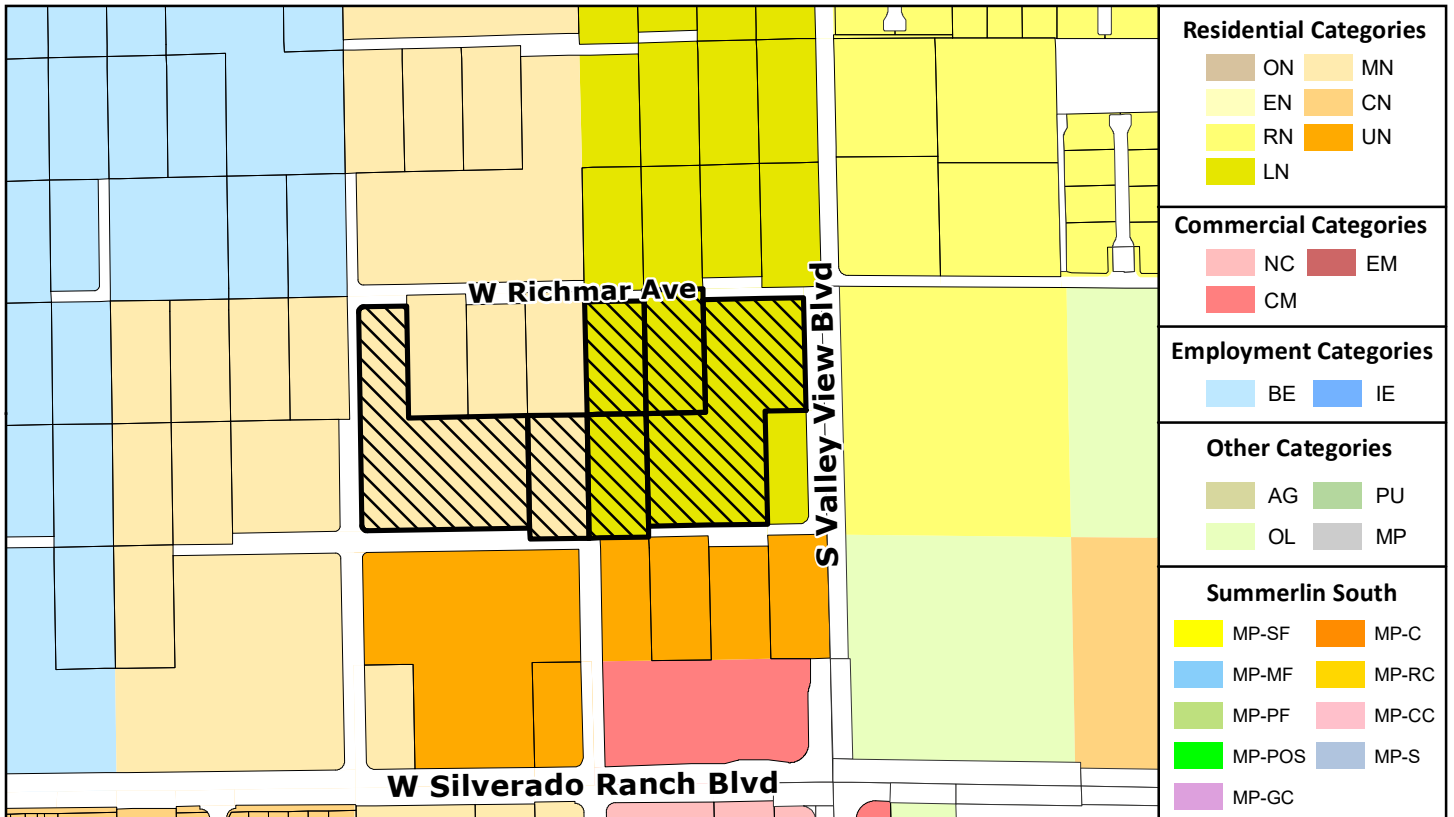 W Richmar Ave
S Valley View Blvd
W Silverado Ranch Blvd
Residential Categories
ON MN
EN CN
RN UN
LN
Commercial Categories
NC EM
CM
Employment Categories
BE IE
Other Categories
AG PU
OL MP
Summerlin South
MP-SF MP-C
MP-MF MP-RC
MP-PF MP-CC
MP-POS MP-S
MP-GC